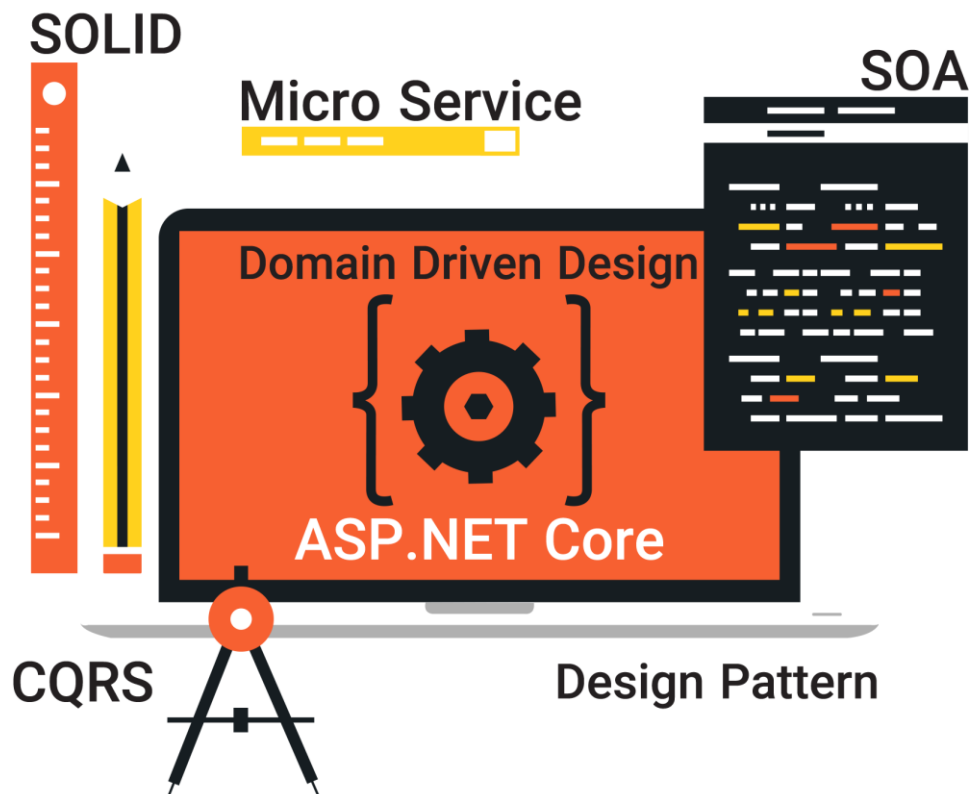 SOLID
Micro Service
SOA
Domain Driven Design
ASP.NET Core
CQRS
Design Pattern